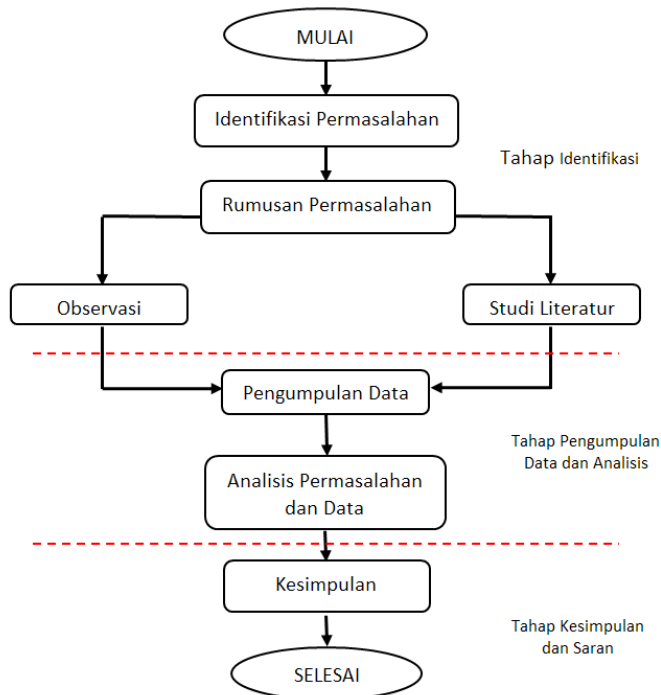 MULAI
Identifikasi Permasalahan
Tahap Identifikasi
Rumusan Permasalahan
Observasi
Studi Literatur
Pengumpulan Data
Tahap Pengumpulan
Data dan Analisis
Analisis Permasalahan
dan Data
Kesimpulan
Tahap Kesimpulan
dan Saran
SELESAI